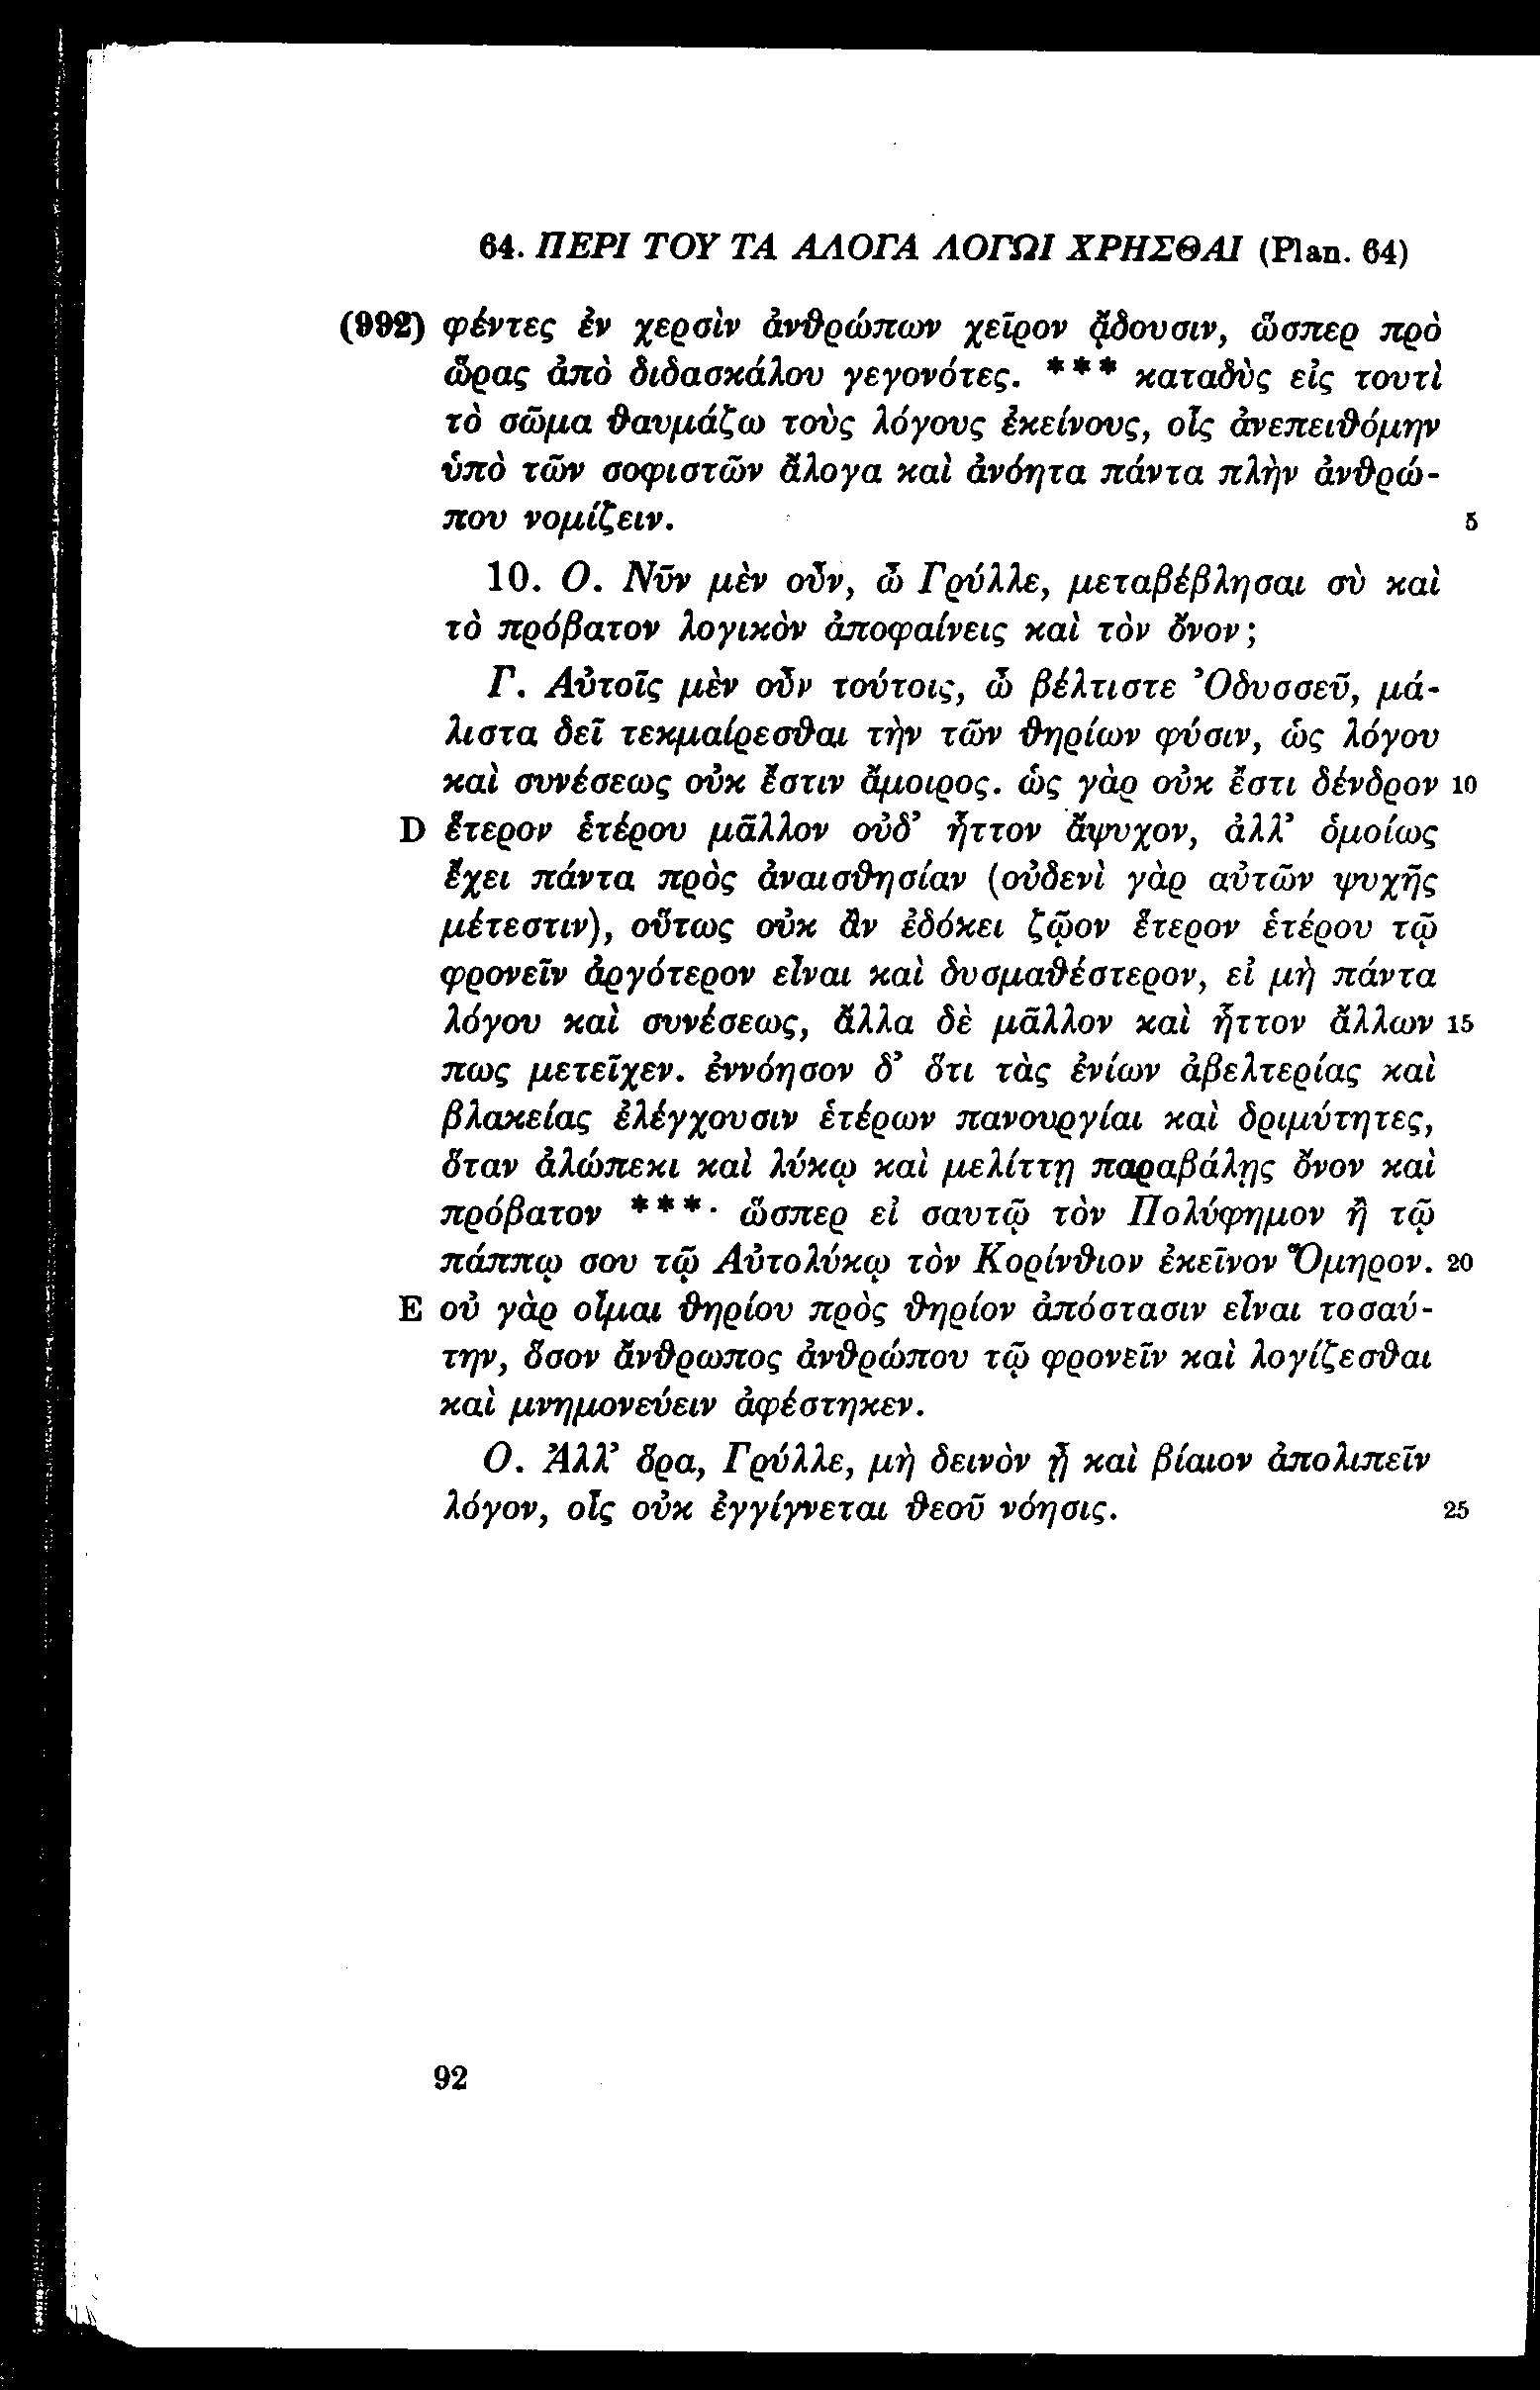 64. ΠΕΡΙ ΤΟΥ ΤΑ ΑΛΟΓΑ ΛΟΓΩΙ ΧΡΗΣΘΑΙ (Plan. 64)
(992) φέντες ἐν χερσὶν ἀνθρώπων χεῖρον ᾄδουσιν, ὥσπερ πρὸ
ὥρας ἀπὸ διδασκάλου γεγονότες. *** καταδὺς εἰς τουτὶ
τὸ σῶμα θαυμάζω τοὺς λόγους ἐκείνους, οἷς ἀνεπειθόμην
ὑπὸ τῶν σοφιστῶν ἄλογα καὶ ἀνόητα πάντα πλὴν ἀνθρώ-
που νομίζειν. 5
10. Ο. Νῦν μὲν οὖν, ὦ Γρύλλε, μεταβέβλησαι σὺ καὶ
τὸ πρόβατον λογικὸν ἀποφαίνεις καὶ τὸν ὄνον;
Γ. Αὐτοῖς μὲν οὖν τούτοις, ὦ βέλτιστε Ὀδυσσεῦ, μά-
λιστα δεῖ τεκμαίρεσθαι τὴν τῶν θηρίων φύσιν, ὡς λόγου
καὶ συνέσεως οὐκ ἔστιν ἄμοιρος. ὡς γὰρ οὐκ ἔστι δένδρον 10
D ἕτερον ἑτέρου μᾶλλον οὐδ’ ἧττον ἄψυχον, ἀλλ’ ὁμοίως
ἔχει πάντα πρὸς ἀναισθησίαν (οὐδενὶ γὰρ αὐτῶν ψυχῆς
μέτεστιν), οὕτως οὐκ ἂν ἐδόκει ζῷον ἕτερον ἑτέρου τῷ
φρονεῖν ἀργότερον εἶναι καὶ δυσμαθέστερον, εἰ μὴ πάντα
λόγου καὶ συνέσεως, ἄλλα δὲ μᾶλλον καὶ ἧττον ἄλλων 15
πως μετεῖχεν. ἐννόησον δ’ ὅτι τὰς ἐνίων ἀβελτερίας καὶ
βλακείας ἐλέγχουσιν ἑτέρων πανουργίαι καὶ δριμύτητες,
ὅταν ἀλώπεκι καὶ λύκῳ καὶ μελίττῃ παραβάλῃς ὄνον καὶ
πρόβατον ***· ὥσπερ εἰ σαυτῷ τὸν Πολύφημον ἢ τῷ
πάππῳ σου τῷ Αὐτολύκῳ τὸν Κορίνθιον ἐκεῖνον Ὅμηρον. 20
E οὐ γὰρ οἶμαι θηρίου πρὸς θηρίον ἀπόστασιν εἶναι τοσαύ-
την, ὅσον ἄνθρωπος ἀνθρώπου τῷ φρονεῖν καὶ λογίζεσθαι
καὶ μνημονεύειν ἀφέστηκεν.
Ο. Ἀλλ’ ὅρα, Γρύλλε, μὴ δεινὸν ᾖ καὶ βίαιον ἀπολιπεῖν
λόγον, οἷς οὐκ ἐγγίγνεται θεοῦ νόησις. 25
92